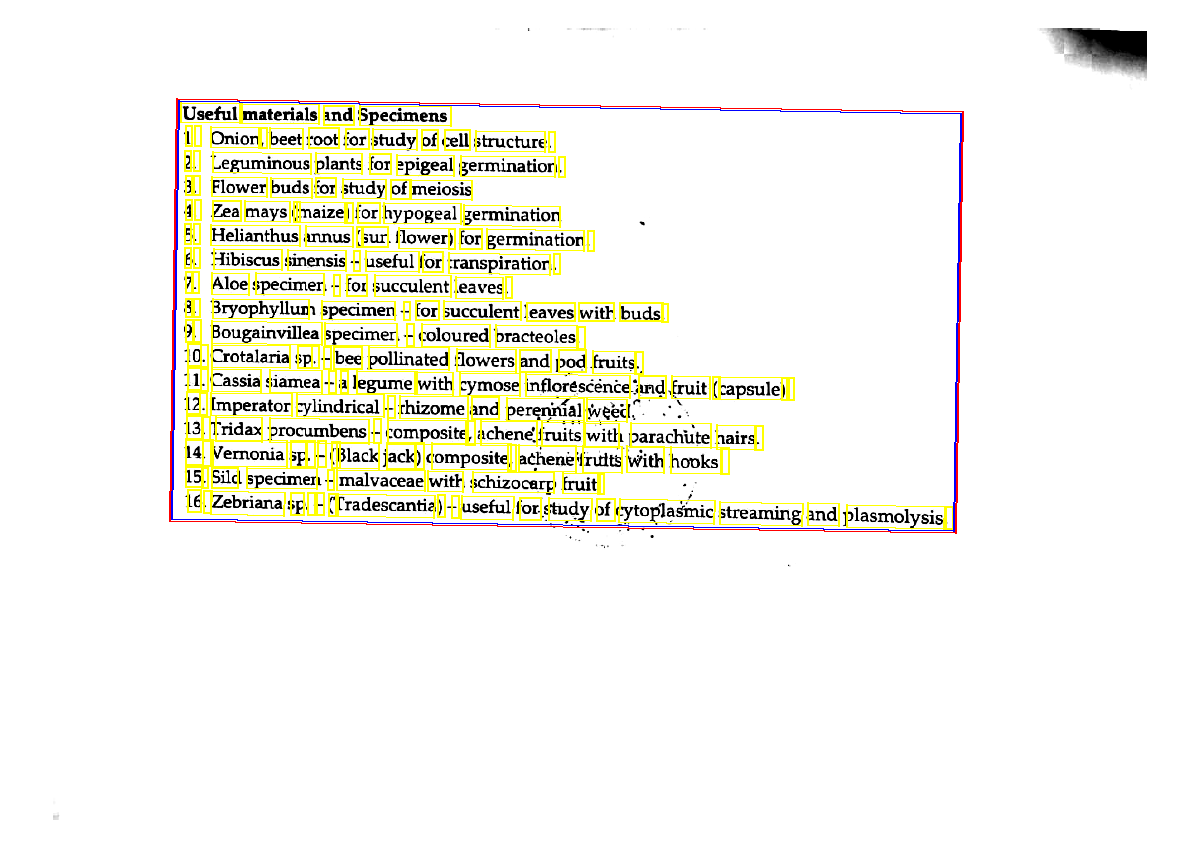 Useful materials and Specimens
1. Onion, beet root for study of cell structure.
2. Leguminous plants for epigeal germination.
3. Flower buds for study of meiosis
4. Zea mays (maize) for hypogeal germination
5. Helianthus annus (sun flower) for germination.
6. Hibiscus sinensis – useful for transpiration.
7. Aloe specimen – for succulent leaves.
8. Bryophyllum specimen – for succulent leaves with buds.
9. Bougainvillea specimen – coloured bracteoles.
10. Crotalaria sp. – bee pollinated flowers and pod fruits.
11. Cassia siamea – a legume with cymose inflorescence and fruit (capsule)
12. Imperator cylindrical – rhizome and perennial weed.
13. Tridax procumbens – composite, achene fruits with parachute hairs.
14. Vernonia sp. – (Black jack) composite, achene fruits with hooks
15. Sild specimen – malvaceae with schizocarp fruit
16. Zebriana sp. – (Tradescantia) – useful for study of cytoplasmic streaming and plasmolysis